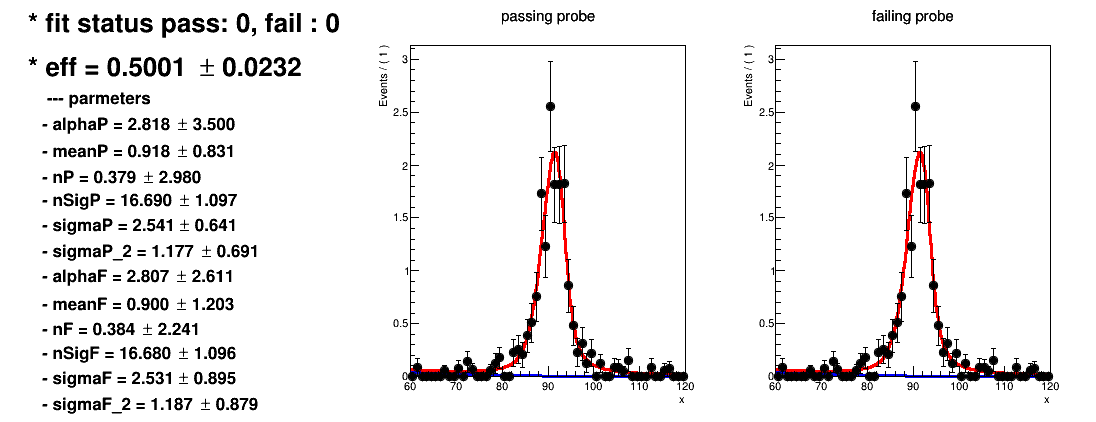 * fit status pass: 0, fail : 0
* eff = 0.5001 ± 0.0232
--- parmeters
- alphaP = 2.818 ± 3.500
- meanP = 0.918 ± 0.831
- nP = 0.379 ± 2.980
- nSigP = 16.690 ± 1.097
- sigmaP = 2.541 ± 0.641
- sigmaP_2 = 1.177 ± 0.691
- alphaF = 2.807 ± 2.611
- meanF = 0.900 ± 1.203
- nF = 0.384 ± 2.241
- nSigF = 16.680 ± 1.096
- sigmaF = 2.531 ± 0.895
- sigmaF_2 = 1.187 ± 0.879
passing probe
Events / ( 1 )
3
2.5
2
1.5
1
0.5
0
60 70 80 90 100 110 120
x
failing probe
Events / ( 1 )
3
2.5
2
1.5
1
0.5
0
60 70 80 90 100 110 120
x